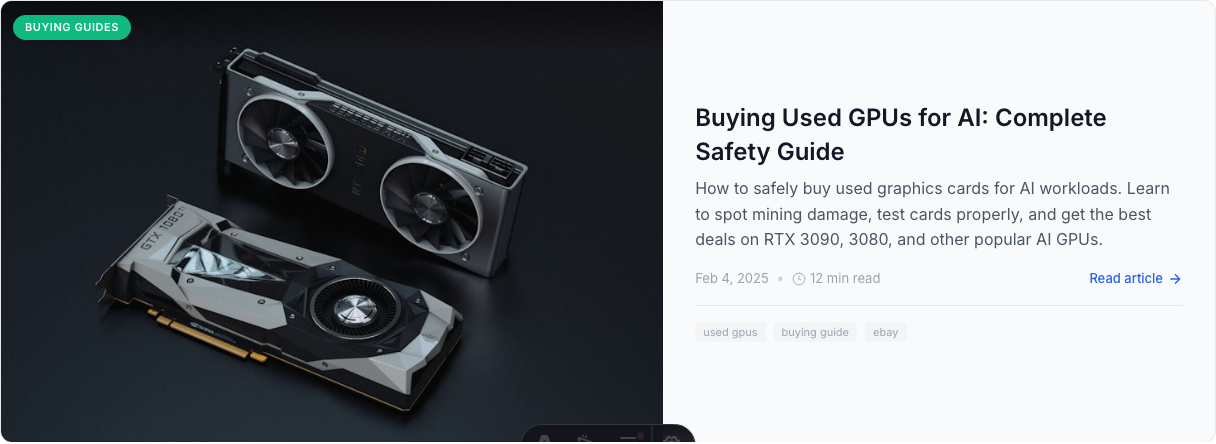 BUYING GUIDES
GTX 1080Ti
NVIDIA
Buying Used GPUs for AI: Complete
Safety Guide
How to safely buy used graphics cards for AI workloads. Learn
to spot mining damage, test cards properly, and get the best
deals on RTX 3090, 3080, and other popular AI GPUs.
Feb 4, 2025 • 12 min read
Read article →
used gpus
buying guide
ebay